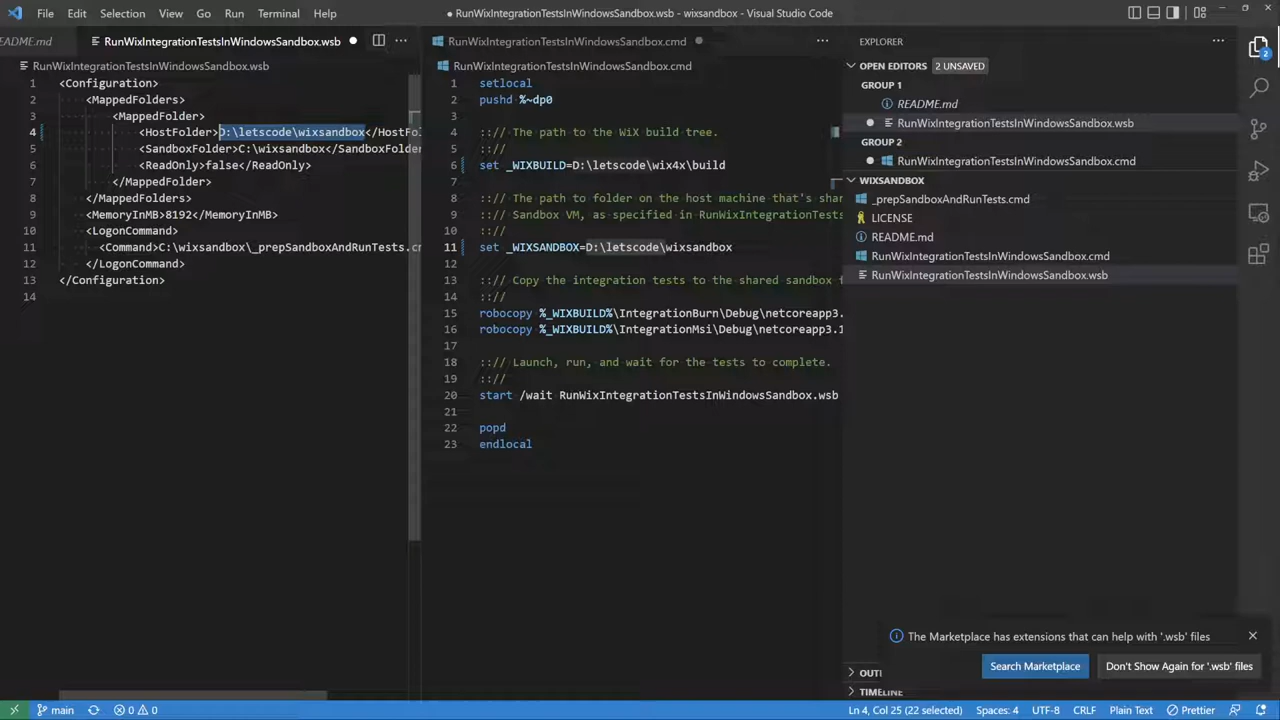 File Edit Selection View Go Run Terminal Help
● RunWixIntegrationTestsInWindowsSandbox.wsb - wixsandbox - Visual Studio Code
README.md
RunWixIntegrationTestsInWindowsSandbox.wsb
RunWixIntegrationTestsInWindowsSandbox.wsb
1 <Configuration>
2 <MappedFolders>
3 <MappedFolder>
4 <HostFolder>D:\letscode\wixsandbox</HostFol
5 <SandboxFolder>C:\wixsandbox</SandboxFolder
6 <ReadOnly>false</ReadOnly>
7 </MappedFolder>
8 </MappedFolders>
9 <MemoryInMB>8192</MemoryInMB>
10 <LogonCommand>
11 <Command>C:\wixsandbox\_prepSandboxAndRunTests.cm
12 </LogonCommand>
13 </Configuration>
14
RunWixIntegrationTestsInWindowsSandbox.cmd
RunWixIntegrationTestsInWindowsSandbox.cmd
1 setlocal
2 pushd %~dp0
3
4 ::// The path to the WiX build tree.
5 :://
6 set _WIXBUILD=D:\letscode\wix4x\build
7
8 ::// The path to folder on the host machine that's shar
9 ::// Sandbox VM, as specified in RunWixIntegrationTests
10 :://
11 set _WIXSANDBOX=D:\letscode\wixsandbox
12
13 ::// Copy the integration tests to the shared sandbox f
14 :://
15 robocopy %_WIXBUILD%\IntegrationBurn\Debug\netcoreapp3.
16 robocopy %_WIXBUILD%\IntegrationMsi\Debug\netcoreapp3.1
17
18 ::// Launch, run, and wait for the tests to complete.
19 :://
20 start /wait RunWixIntegrationTestsInWindowsSandbox.wsb
21
22 popd
23 endlocal
EXPLORER
OPEN EDITORS 2 UNSAVED
GROUP 1
README.md
RunWixIntegrationTestsInWindowsSandbox.wsb
GROUP 2
RunWixIntegrationTestsInWindowsSandbox.cmd
WIXSANDBOX
_prepSandboxAndRunTests.cmd
LICENSE
README.md
RunWixIntegrationTestsInWindowsSandbox.cmd
RunWixIntegrationTestsInWindowsSandbox.wsb
2
The Marketplace has extensions that can help with '.wsb' files
Search Marketplace
Don't Show Again for '.wsb' files
TIMELINE
main 0 0 Ln 4, Col 25 (22 selected) Spaces: 4 UTF-8 CRLF Plain Text Prettier